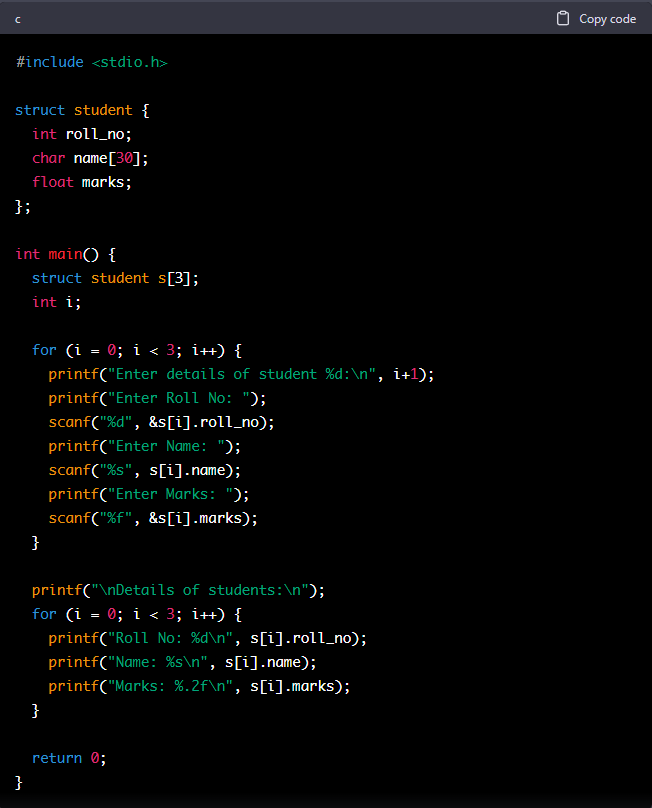 c
Copy code
#include <stdio.h>
struct student {
  int roll_no;
  char name[30];
  float marks;
};
int main() {
  struct student s[3];
  int i;
  for (i = 0; i < 3; i++) {
    printf("Enter details of student %d:\n", i+1);
    printf("Enter Roll No: ");
    scanf("%d", &s[i].roll_no);
    printf("Enter Name: ");
    scanf("%s", s[i].name);
    printf("Enter Marks: ");
    scanf("%f", &s[i].marks);
  }
  printf("\nDetails of students:\n");
  for (i = 0; i < 3; i++) {
    printf("Roll No: %d\n", s[i].roll_no);
    printf("Name: %s\n", s[i].name);
    printf("Marks: %.2f\n", s[i].marks);
  }
  return 0;
}